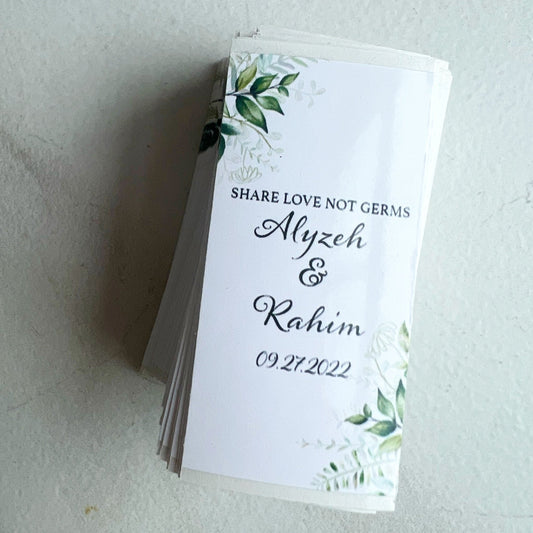 SHARE LOVE NOT GERMS
Alyzeh
&
Rahim
09.27.2022